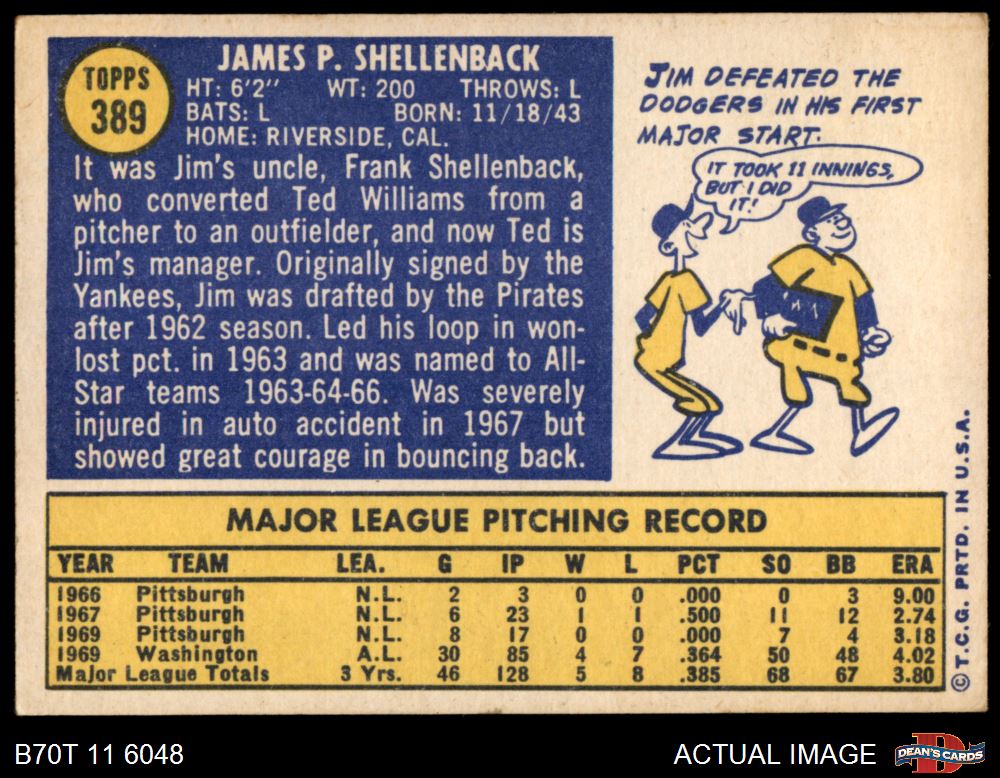 TOPPS
389
JAMES P. SHELLENBACK
HT: 6'2" WT: 200 THROWS: L
BATS: L BORN: 11/18/43
HOME: RIVERSIDE, CAL.
It was Jim's uncle, Frank Shellenback,
who converted Ted Williams from a
pitcher to an outfielder, and now Ted is
Jim's manager. Originally signed by the
Yankees, Jim was drafted by the Pirates
after 1962 season. Led his loop in won-
lost pct. in 1963 and was named to All-
Star teams 1963-64-66. Was severely
injured in auto accident in 1967 but
showed great courage in bouncing back.
JIM DEFEATED THE
DODGERS IN HIS FIRST
MAJOR START.
IT TOOK 11 INNINGS,
BUT I DID
IT!
MAJOR LEAGUE PITCHING RECORD
YEAR TEAM LEA. G IP W L PCT SO BB ERA
1966 Pittsburgh N.L. 2 3 0 0 .000 0 3 9.00
1967 Pittsburgh N.L. 6 23 1 1 .500 11 12 2.74
1969 Pittsburgh N.L. 8 17 0 0 .000 7 4 3.18
1969 Washington A.L. 30 85 4 7 .364 50 48 4.02
Major League Totals 3 Yrs. 46 128 5 8 .385 68 67 3.80
© T.C.G. PRTD. IN U.S.A.
B70T 11 6048
ACTUAL IMAGE
D
DEAN'S CARDS